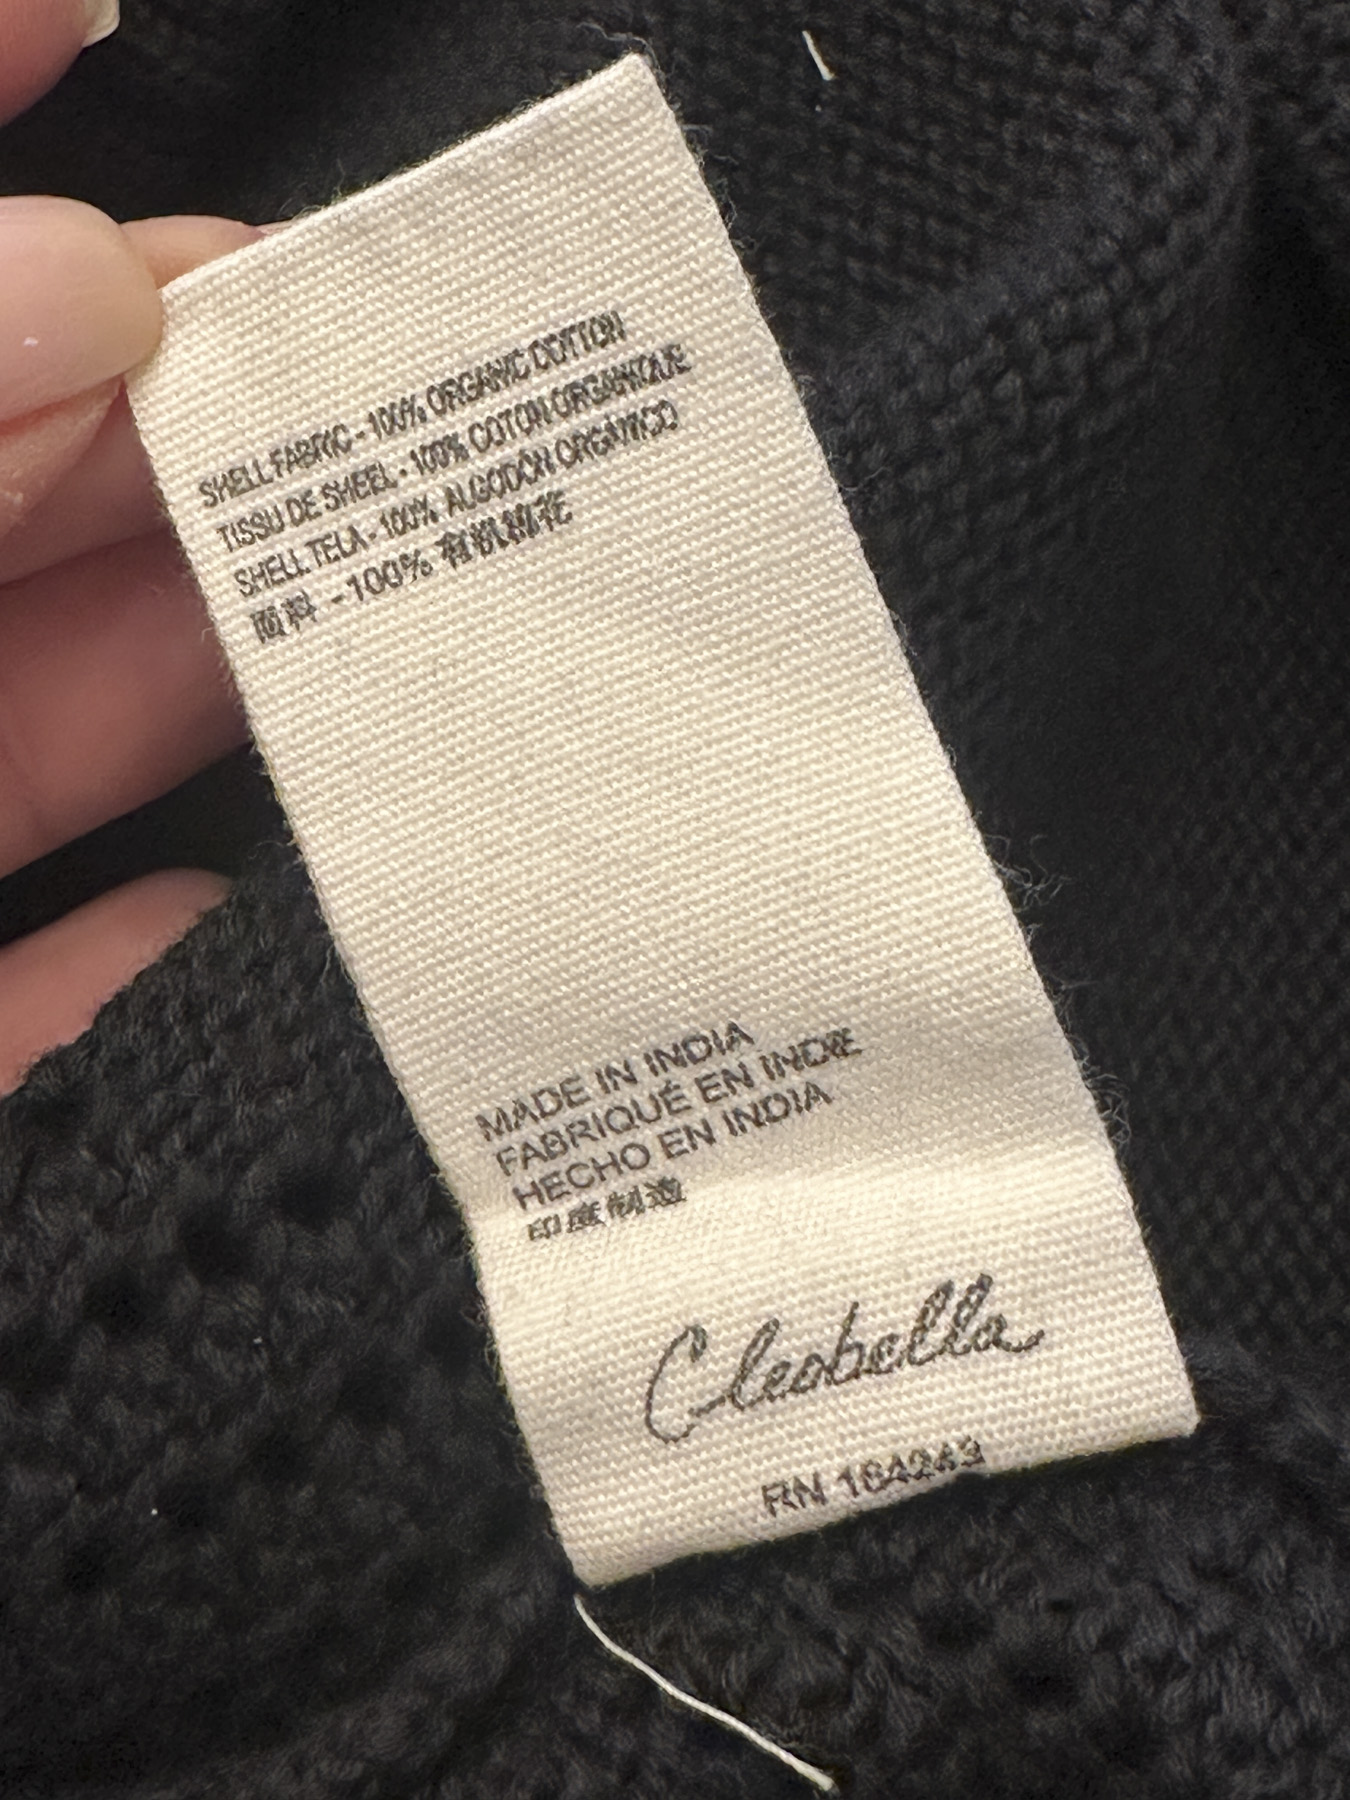 SHELL FABRIC - 100% ORGANIC COTTON
TISSU DE SHEEL - 100% COTON ORGANIQUE
SHELL TELA - 100% ALGODÓN ORGÁNICO
面料 - 100% 有机棉花
MADE IN INDIA
FABRIQUÉ EN INDIE
HECHO EN INDIA
印度制造
Cleobella
RN 164243